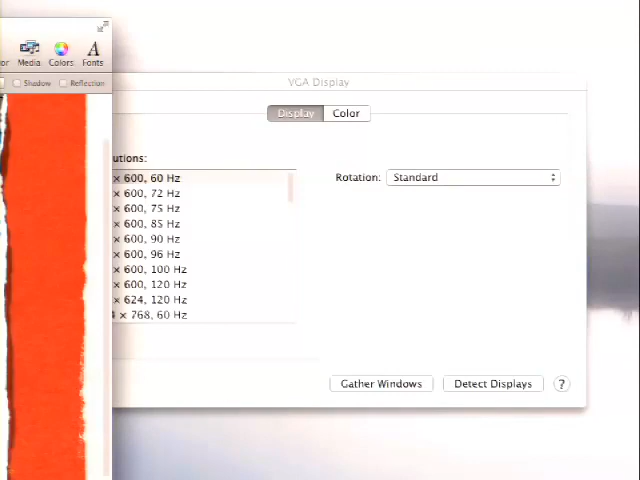 or Media Colors Fonts
Shadow Reflection
VGA Display
Display Color
utions:
× 600, 60 Hz
× 600, 72 Hz
× 600, 75 Hz
× 600, 85 Hz
× 600, 90 Hz
× 600, 96 Hz
× 600, 100 Hz
× 600, 120 Hz
× 624, 120 Hz
4 × 768, 60 Hz
Rotation: Standard
Gather Windows Detect Displays ?